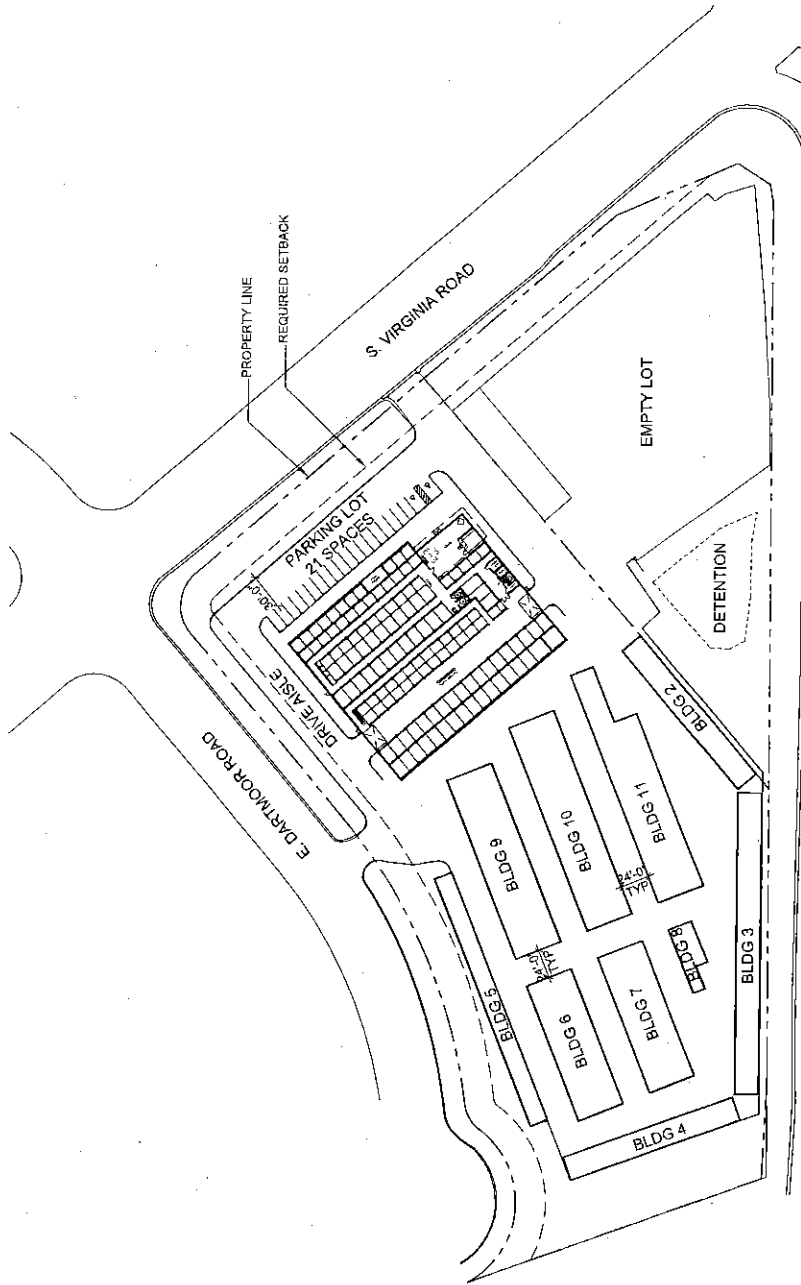 PROPERTY LINE
REQUIRED SETBACK
S. VIRGINIA ROAD
PARKING LOT
21 SPACES
30'-0"
DRIVE AISLE
E. DARTMOOR ROAD
EMPTY LOT
DETENTION
BLDG 2
BLDG 9
BLDG 10
BLDG 11
24'-0"
TYP
24'-0"
TYP
BLDG 5
BLDG 6
BLDG 7
BLDG 8
BLDG 3
BLDG 4